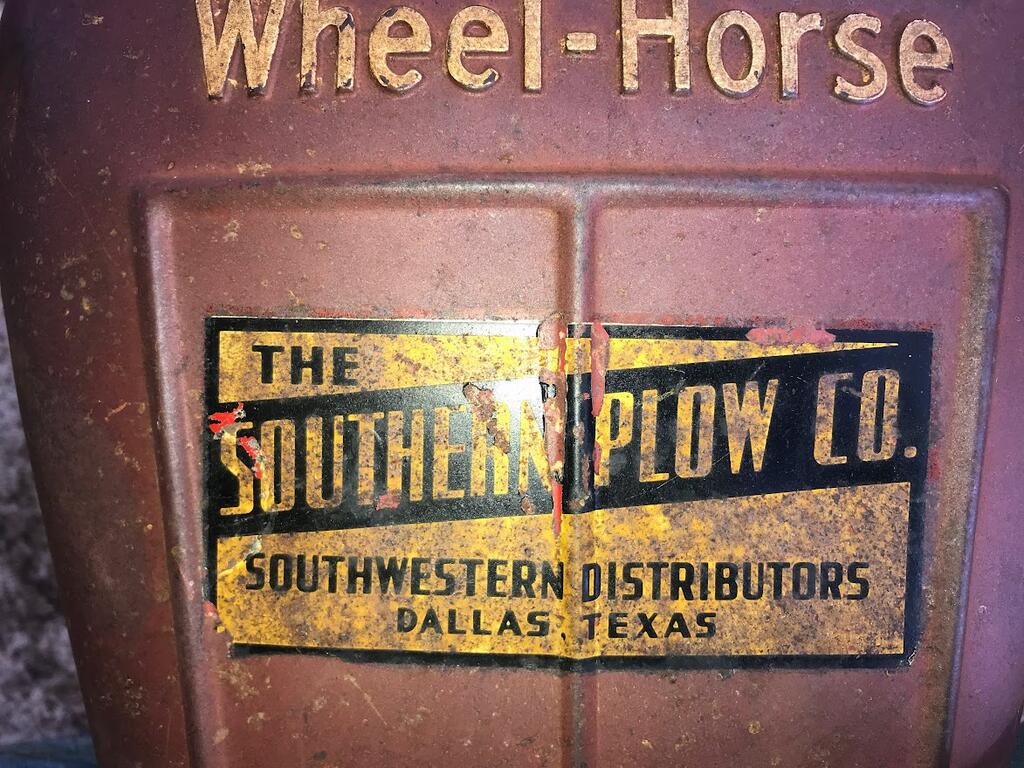 Wheel-Horse
THE
SOUTHERN PLOW CO.
SOUTHWESTERN DISTRIBUTORS
DALLAS, TEXAS